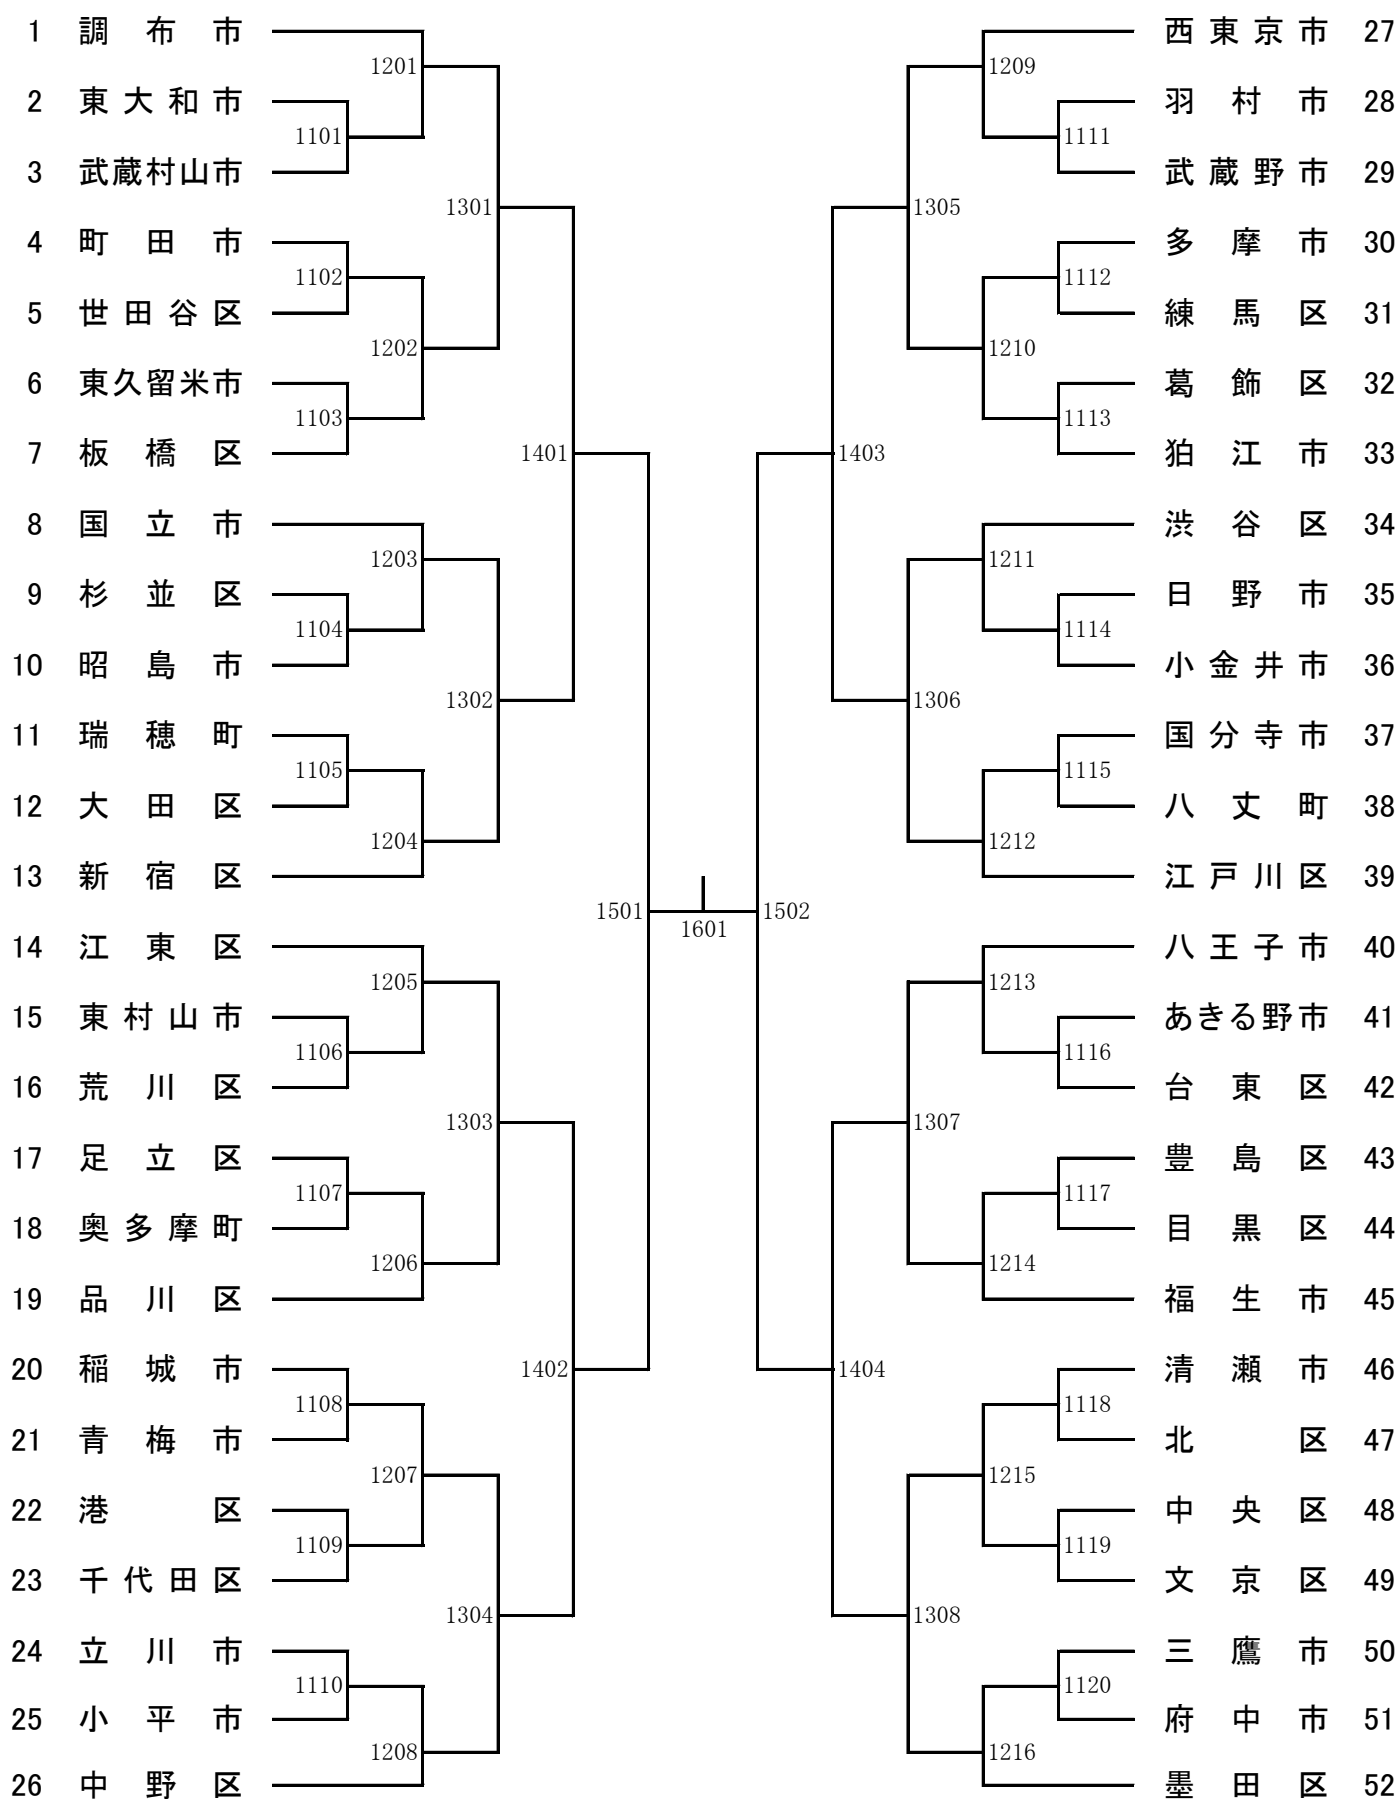 1 調布市 西東京市 27
1201 1209
2 東大和市 羽村市 28
1101 1111
3 武蔵村山市 武蔵野市 29
1301 1305
4 町田市 多摩市 30
1102 1112
5 世田谷区 練馬区 31
1202 1210
6 東久留米市 葛飾区 32
1103 1113
7 板橋区 1401 1403 狛江市 33
8 国立市 渋谷区 34
1203 1211
9 杉並区 日野市 35
1104 1114
10 昭島市 小金井市 36
1302 1306
11 瑞穂町 国分寺市 37
1105 1115
12 大田区 八丈町 38
1204 1212
13 新宿区 江戸川区 39
1501 1502
1601
14 江東区 八王子市 40
1205 1213
15 東村山市 あきる野市 41
1106 1116
16 荒川区 台東区 42
1303 1307
17 足立区 豊島区 43
1107 1117
18 奥多摩町 目黒区 44
1206 1214
19 品川区 福生市 45
20 稲城市 1402 1404 清瀬市 46
1108 1118
21 青梅市 北区 47
1207 1215
22 港区 中央区 48
1109 1119
23 千代田区 文京区 49
1304 1308
24 立川市 三鷹市 50
1110 1120
25 小平市 府中市 51
1208 1216
26 中野区 墨田区 52